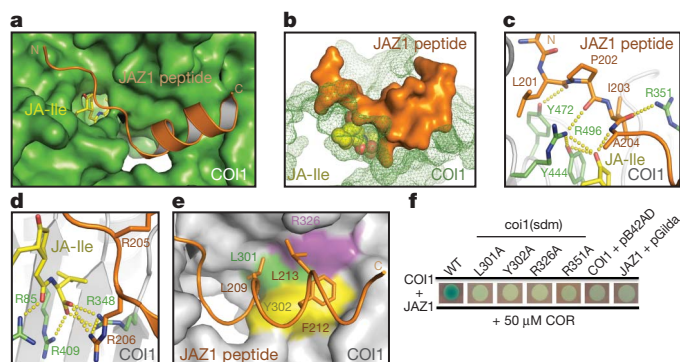 a
N
JAZ1 peptide
C
JA-Ile
COI1
b
JAZ1 peptide
JA-Ile
COI1
c
N
JAZ1 peptide
P202
L201
I203
R351
Y472
R496
A204
Y444
JA-Ile
COI1
d
JA-Ile
R205
R85
R348
R409
R206
COI1
e
R326
L301
L213
C
L209
Y302
F212
JAZ1 peptide
COI1
f
coi1(sdm)
WT
L301A
Y302A
R326A
R351A
COI1 + pB42AD
JAZ1 + pGilda
COI1
+
JAZ1
+ 50 μM COR